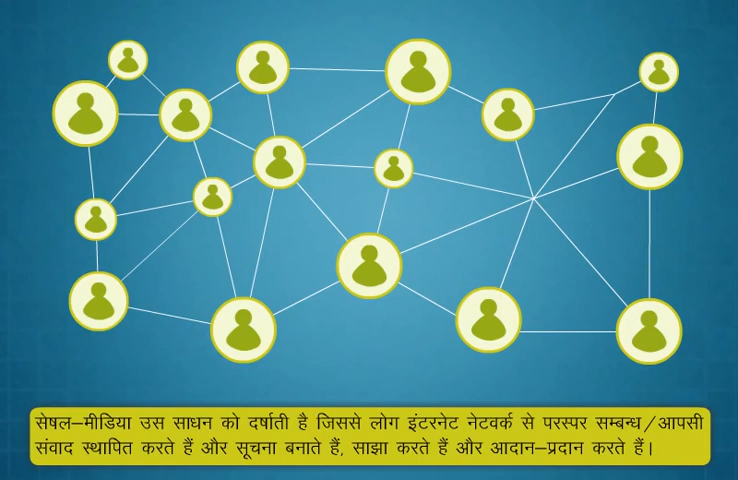 सेषल–मीडिया उस साधन को दर्षाती है जिससे लोग इंटरनेट नेटवर्क से परस्पर सम्बन्ध/आपसी
संवाद स्थापित करते हैं और सूचना बनाते हैं, साझा करते हैं और आदान–प्रदान करते हैं।